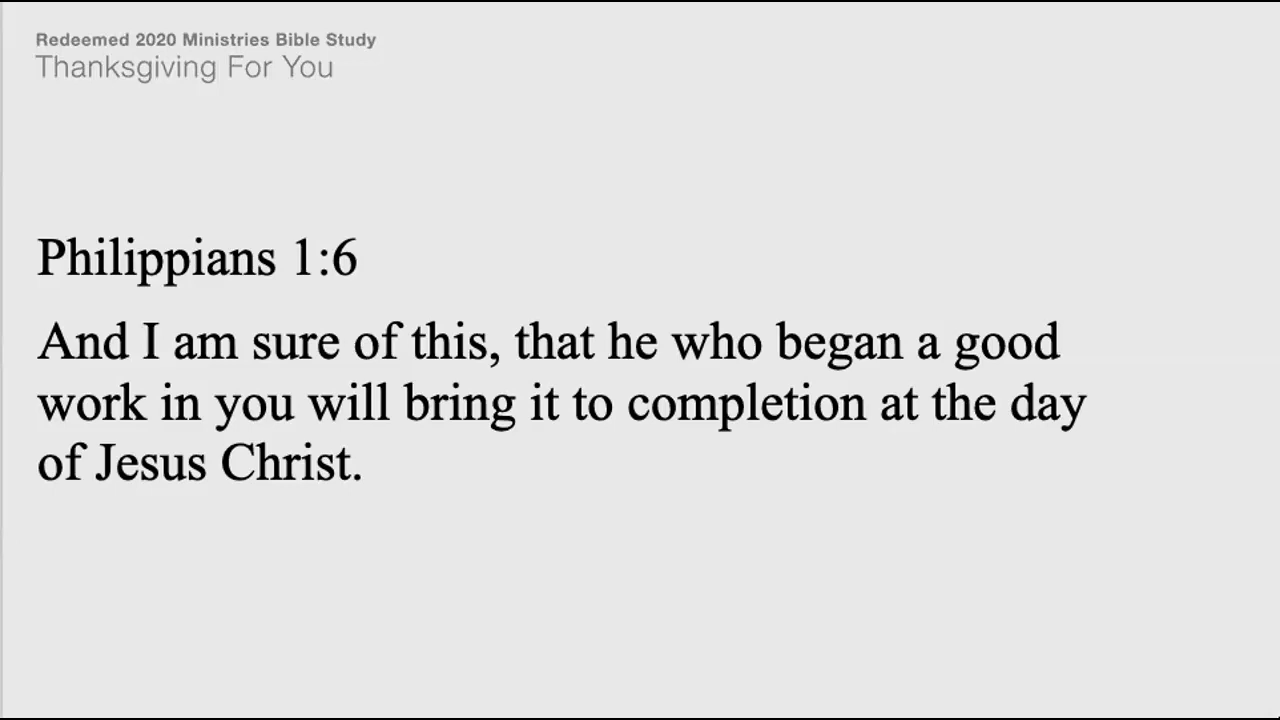 Redeemed 2020 Ministries Bible Study
Thanksgiving For You
Philippians 1:6
And I am sure of this, that he who began a good
work in you will bring it to completion at the day
of Jesus Christ.